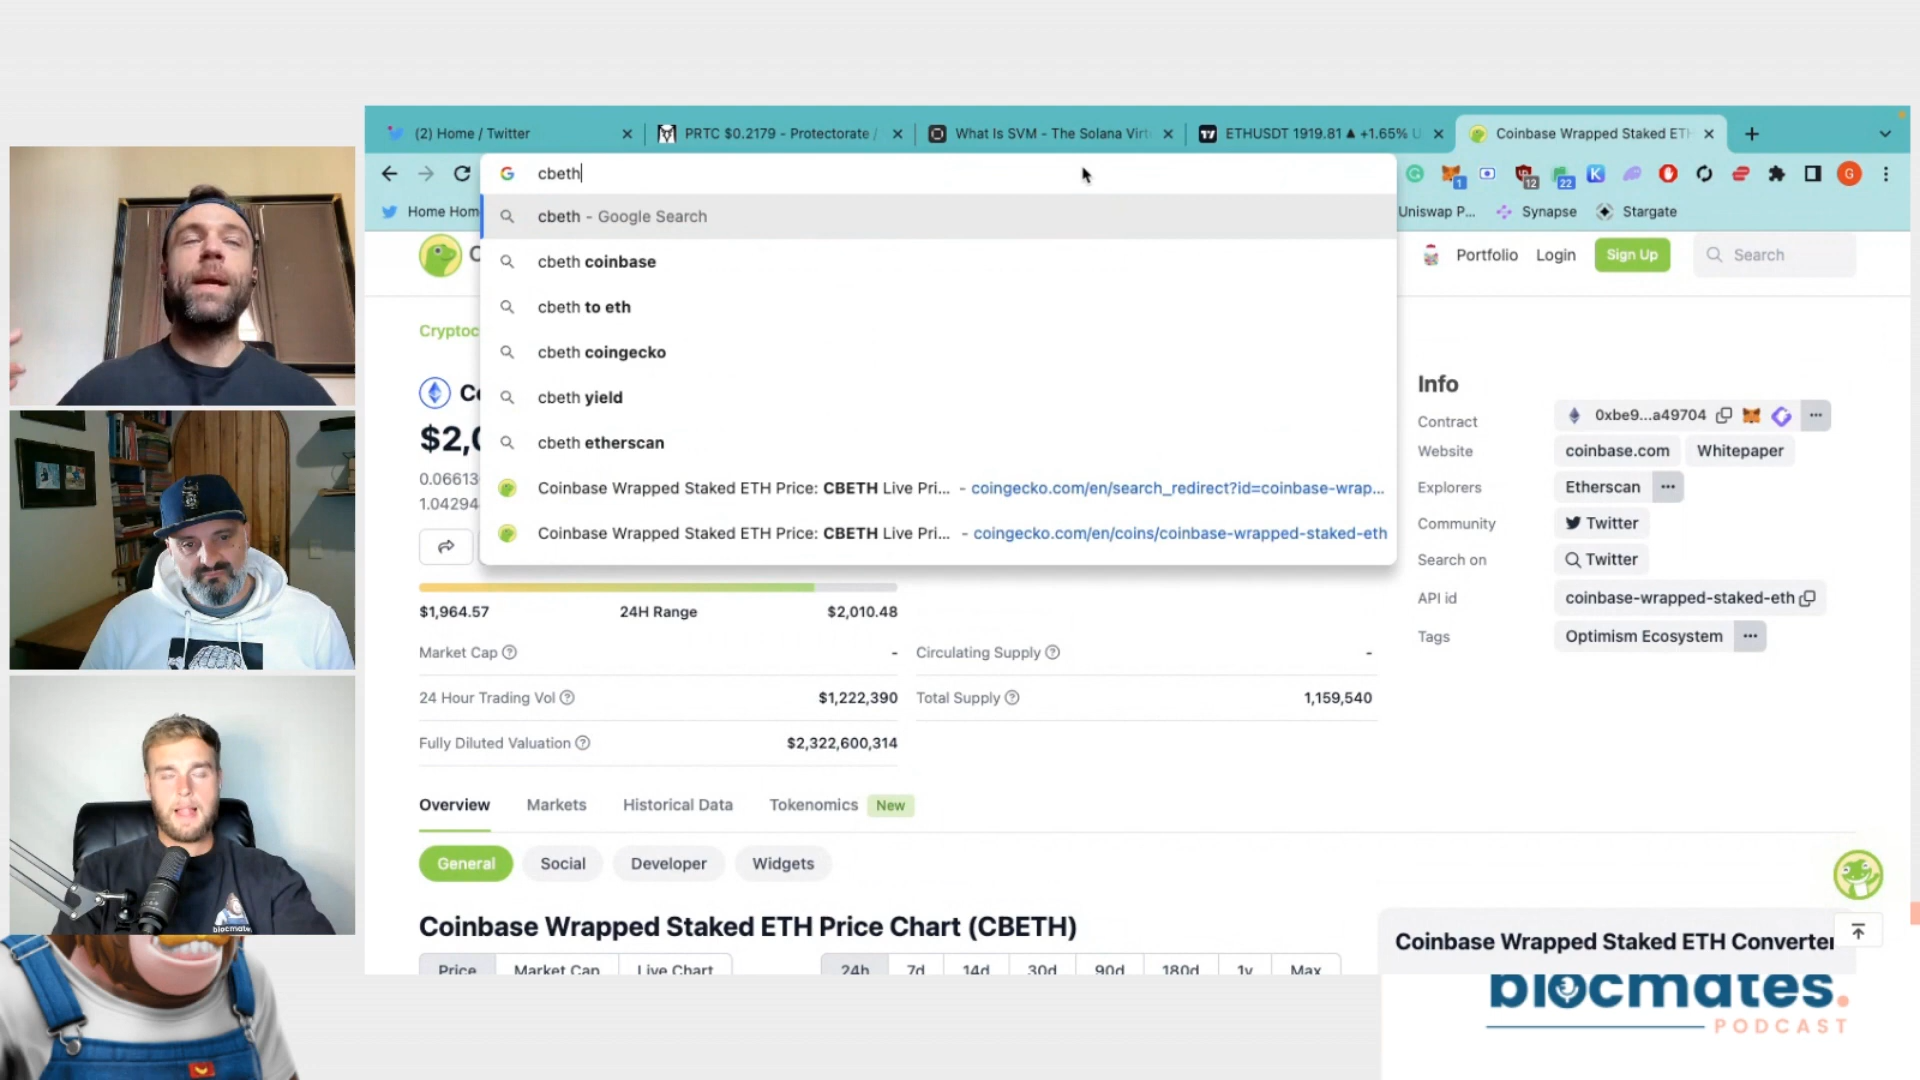 (2) Home / Twitter
PRTC $0.2179 - Protectorate /
What Is SVM - The Solana Virt
ETHUSDT 1919.81 ▲ +1.65% U
Coinbase Wrapped Staked ETH
cbeth
1
12
22
G
Home Hom
Uniswap P...
Synapse
Stargate
cbeth - Google Search
cbeth coinbase
cbeth to eth
cbeth coingecko
cbeth yield
cbeth etherscan
Coinbase Wrapped Staked ETH Price: CBETH Live Pri... - coingecko.com/en/search_redirect?id=coinbase-wrap...
Coinbase Wrapped Staked ETH Price: CBETH Live Pri... - coingecko.com/en/coins/coinbase-wrapped-staked-eth
Portfolio
Login
Sign Up
Search
Cryptoc
$2,0
0.06613
1.04294
$1,964.57
24H Range
$2,010.48
Market Cap
-
Circulating Supply
-
24 Hour Trading Vol
$1,222,390
Total Supply
1,159,540
Fully Diluted Valuation
$2,322,600,314
Info
Contract
0xbe9...a49704
Website
coinbase.com
Whitepaper
Explorers
Etherscan
Community
Twitter
Search on
Twitter
API id
coinbase-wrapped-staked-eth
Tags
Optimism Ecosystem
Overview
Markets
Historical Data
Tokenomics
New
General
Social
Developer
Widgets
Coinbase Wrapped Staked ETH Price Chart (CBETH)
Price
Market Cap
Live Chart
24h
7d
14d
30d
90d
180d
1y
Max
Coinbase Wrapped Staked ETH Converter
blocmates.
PODCAST
blocmates.